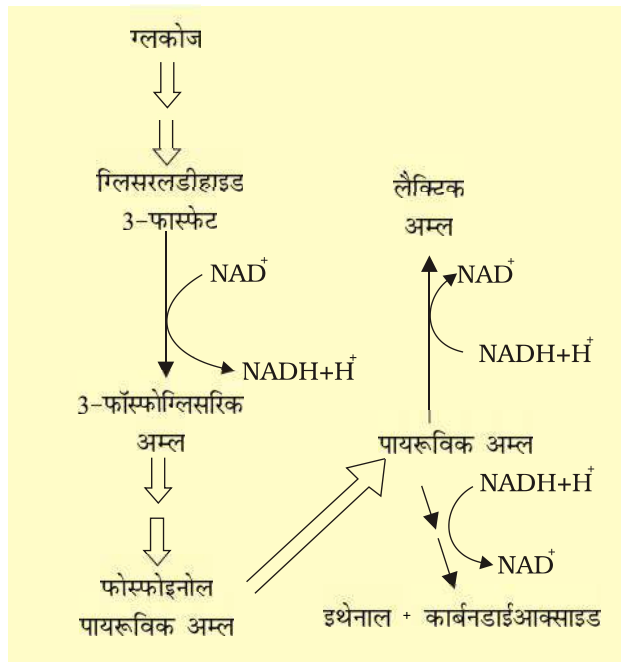 ग्लकोज
ग्लिसरलडीहाइड
3-फास्फेट
NAD⁺
NADH+H⁺
3-फॉस्फोग्लिसरिक
अम्ल
फोस्फोइनोल
पायरूविक अम्ल
लैक्टिक
अम्ल
NAD⁺
NADH+H⁺
पायरूविक अम्ल
NADH+H⁺
NAD⁺
इथेनाल + कार्बनडाईआक्साइड